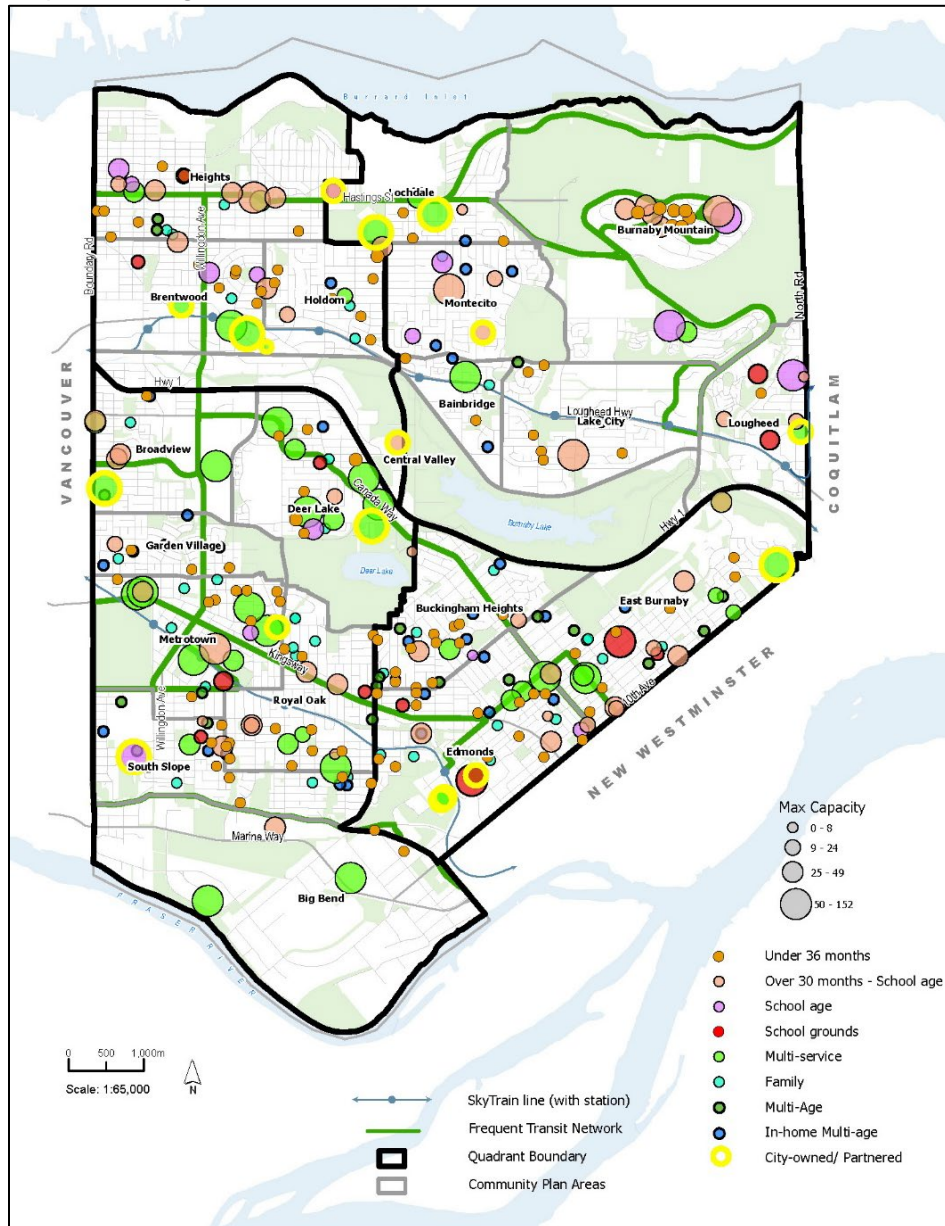 Burrard Inlet
Heights
Lochdale
Hastings St
Burnaby Mountain
Boundary Rd
Willingdon Ave
North Rd
Brentwood
Holdom
Montecito
VANCOUVER
Hwy 1
Bainbridge
Lougheed Hwy
Lake City
Lougheed
COQUITLAM
Broadview
Central Valley
Canada Way
Deer Lake
Burnaby Lake
Hwy 1
Garden Village
Deer Lake
Buckingham Heights
East Burnaby
Metrotown
Kingsway
Royal Oak
10th Ave
Willingdon Ave
NEW WESTMINSTER
South Slope
Edmonds
Marine Way
Big Bend
FRASER RIVER
Max Capacity
0 - 8
9 - 24
25 - 49
50 - 152
Under 36 months
Over 30 months - School age
School age
School grounds
Multi-service
Family
Multi-Age
In-home Multi-age
City-owned/ Partnered
0 500 1,000m
Scale: 1:65,000
N
SkyTrain line (with station)
Frequent Transit Network
Quadrant Boundary
Community Plan Areas